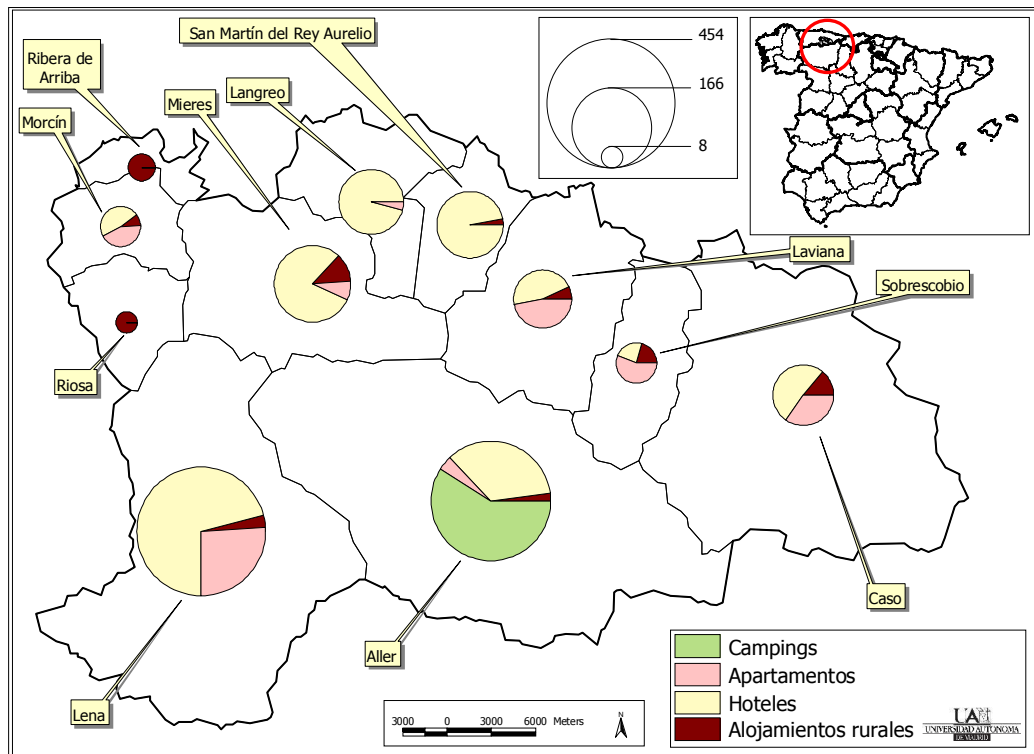 San Martín del Rey Aurelio
454
Ribera de
Arriba
Langreo
166
Mieres
Morcín
8
Laviana
Sobrescobio
Riosa
Caso
Aller
Lena
Campings
Apartamentos
Hoteles
Alojamientos rurales
3000 0 3000 6000 Meters
N
UA
UNIVERSIDAD AUTONOMA
DE MADRID